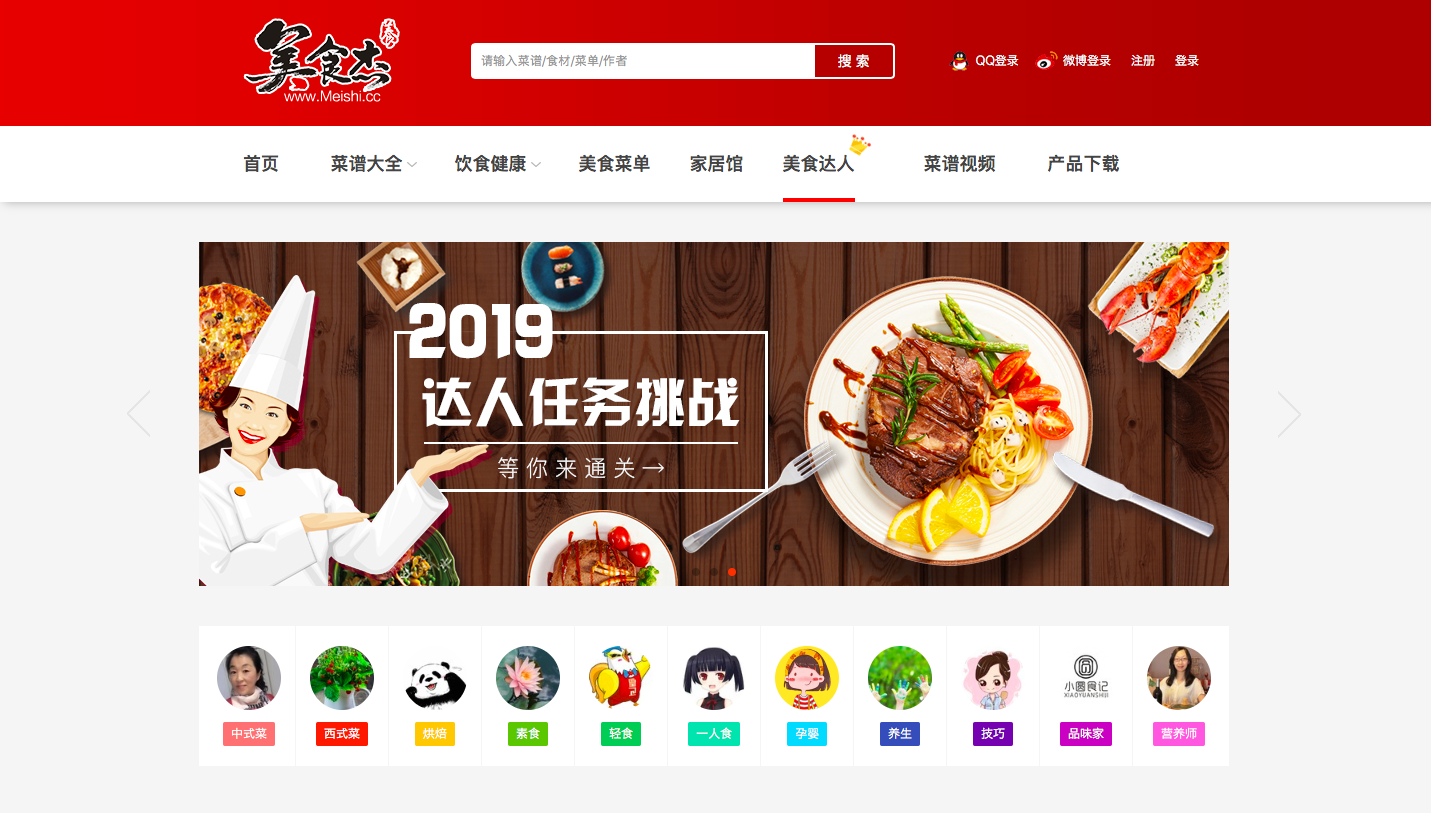 美食杰
www.Meishi.cc
请输入菜谱/食材/菜单/作者
搜 索
QQ登录 微博登录 注册 登录
首页 菜谱大全 饮食健康 美食菜单 家居馆 美食达人 菜谱视频 产品下载
2019
达人任务挑战
等你来通关→
小圆食记
XIAOYUANSHIJI
中式菜 西式菜 烘焙 素食 轻食 一人食 孕婴 养生 技巧 品味家 营养师